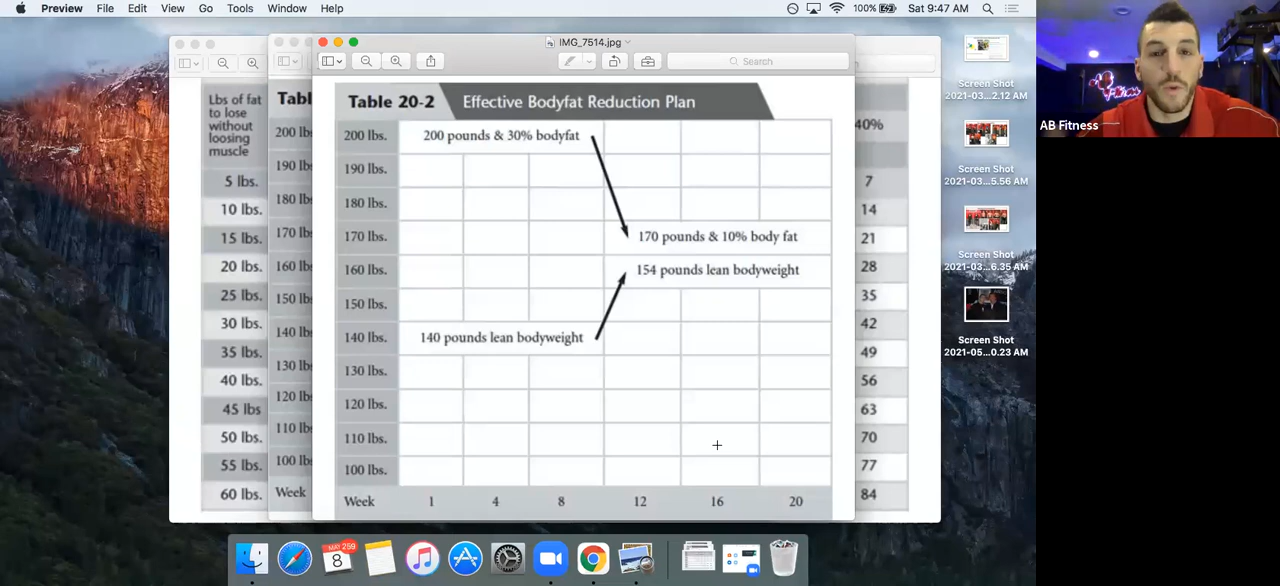 Preview File Edit View Go Tools Window Help
100% Sat 9:47 AM
IMG_7514.jpg
Search
Table 20-2 Effective Bodyfat Reduction Plan
200 lbs. 200 pounds & 30% bodyfat
190 lbs.
180 lbs.
170 lbs. 170 pounds & 10% body fat
160 lbs. 154 pounds lean bodyweight
150 lbs.
140 lbs. 140 pounds lean bodyweight
130 lbs.
120 lbs.
110 lbs.
100 lbs.
Week 1 4 8 12 16 20
Lbs of fat
to lose
without
loosing
muscle
5 lbs.
10 lbs.
15 lbs.
20 lbs.
25 lbs.
30 lbs.
35 lbs.
40 lbs.
45 lbs
50 lbs.
55 lbs.
60 lbs.
Tabl
200 lb
190 lb
180 lb
170 lb
160 lb
150 lb
140 lb
130 lb
120 lb
110 lb
100 lb
Week
40%
7
14
21
28
35
42
49
56
63
70
77
84
Screen Shot
2021-03...2.12 AM
Screen Shot
2021-03...5.56 AM
Screen Shot
2021-03...6.35 AM
Screen Shot
2021-05...0.23 AM
AB Fitness
MAY 259
8